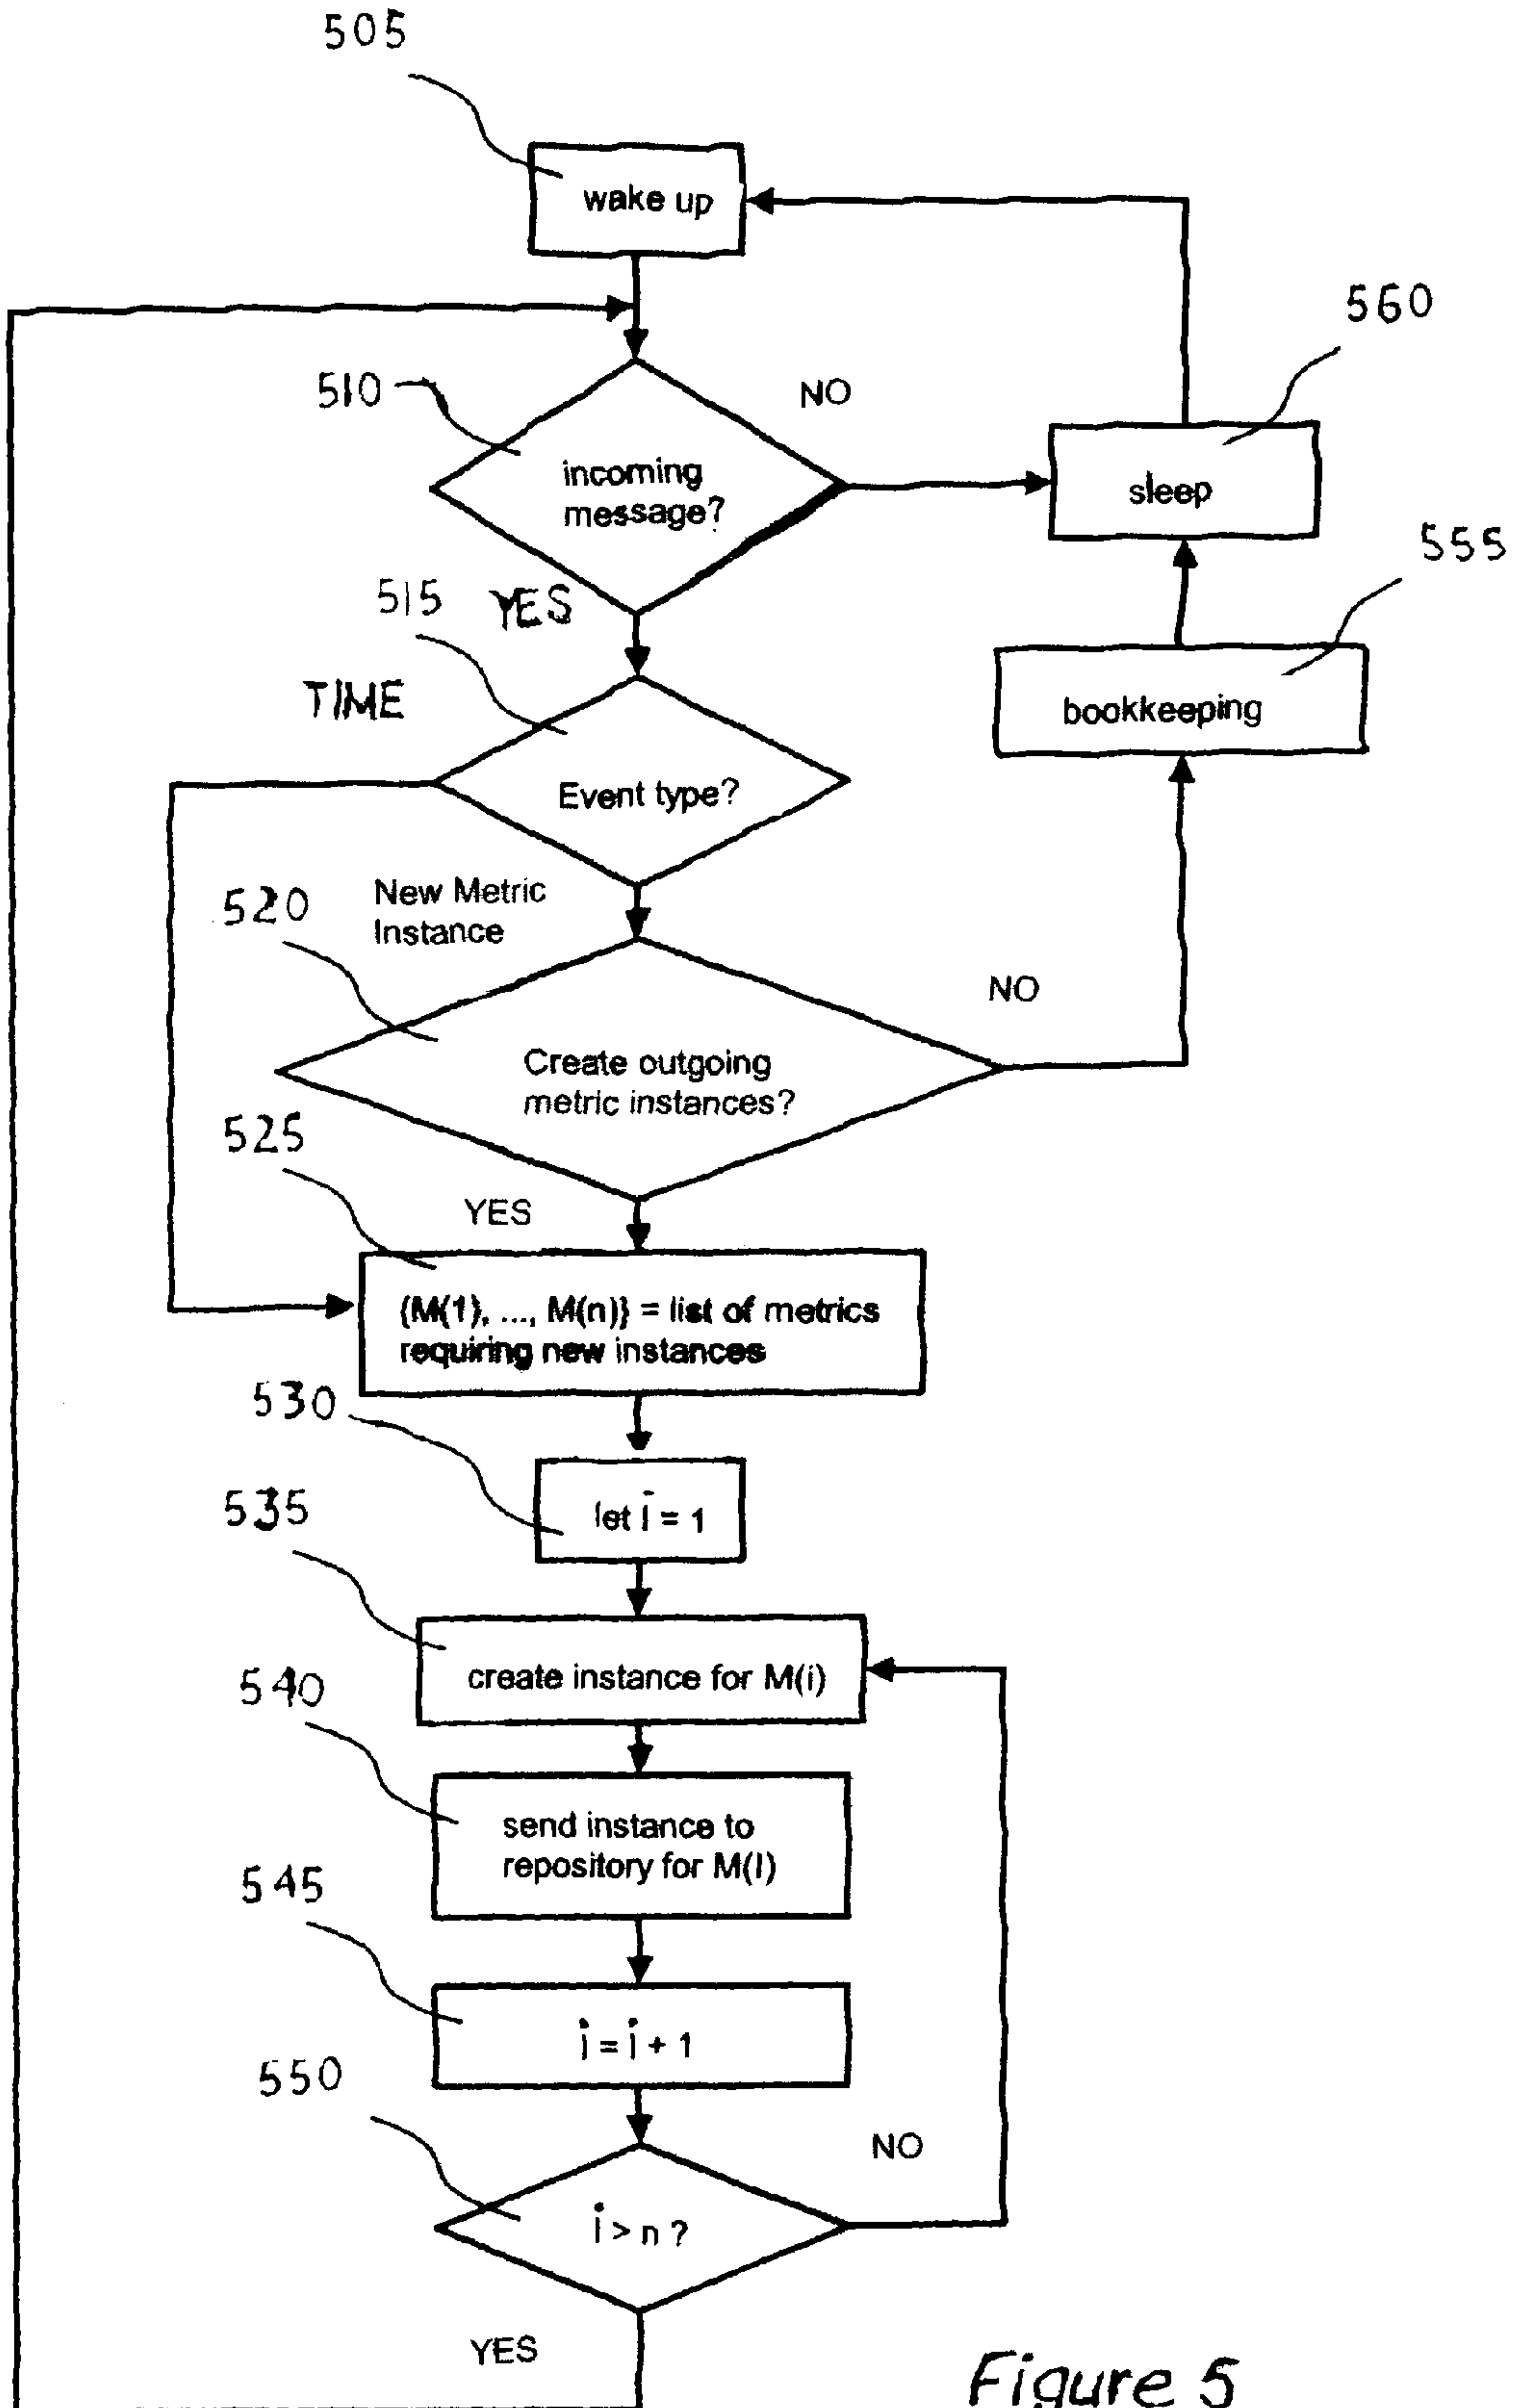 505
wake up
560
510
NO
incoming
message?
sleep
555
515
YES
TIME
bookkeeping
Event type?
520
New Metric
Instance
NO
Create outgoing
metric instances?
525
YES
{M(1), ..., M(n)} = list of metrics
requiring new instances
530
let i = 1
535
create instance for M(i)
540
send instance to
repository for M(I)
545
i = i + 1
550
NO
i > n ?
YES
Figure 5